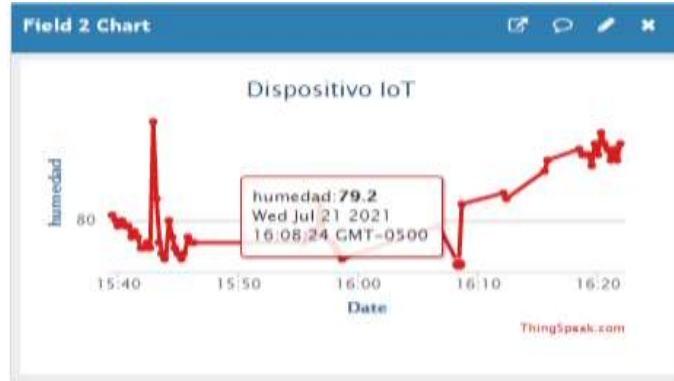 Field 2 Chart
Dispositivo IoT
humedad
80
humedad:79.2
Wed Jul 21 2021
16:08:24 GMT-0500
15:40 15:50 16:00 16:10 16:20
Date
ThingSpeak.com